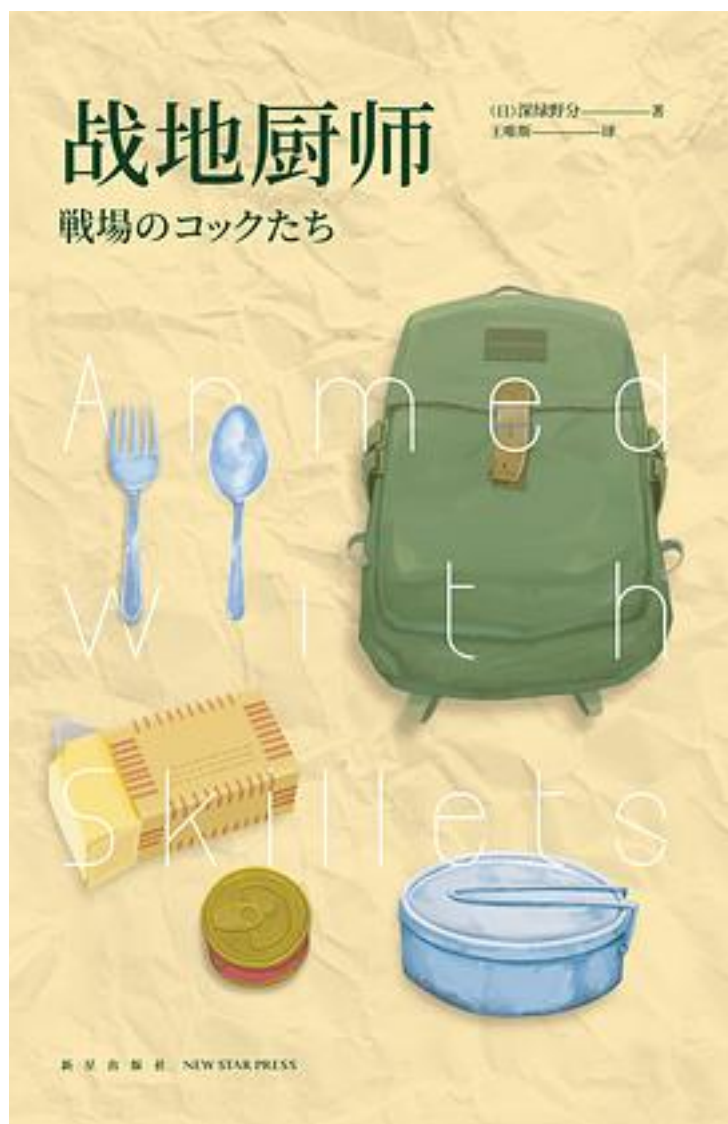 战地厨师
戦場のコックたち
(日)深绿野分————著
王唯斯————译
Armed
with
Skillets
新星出版社 NEW STAR PRESS